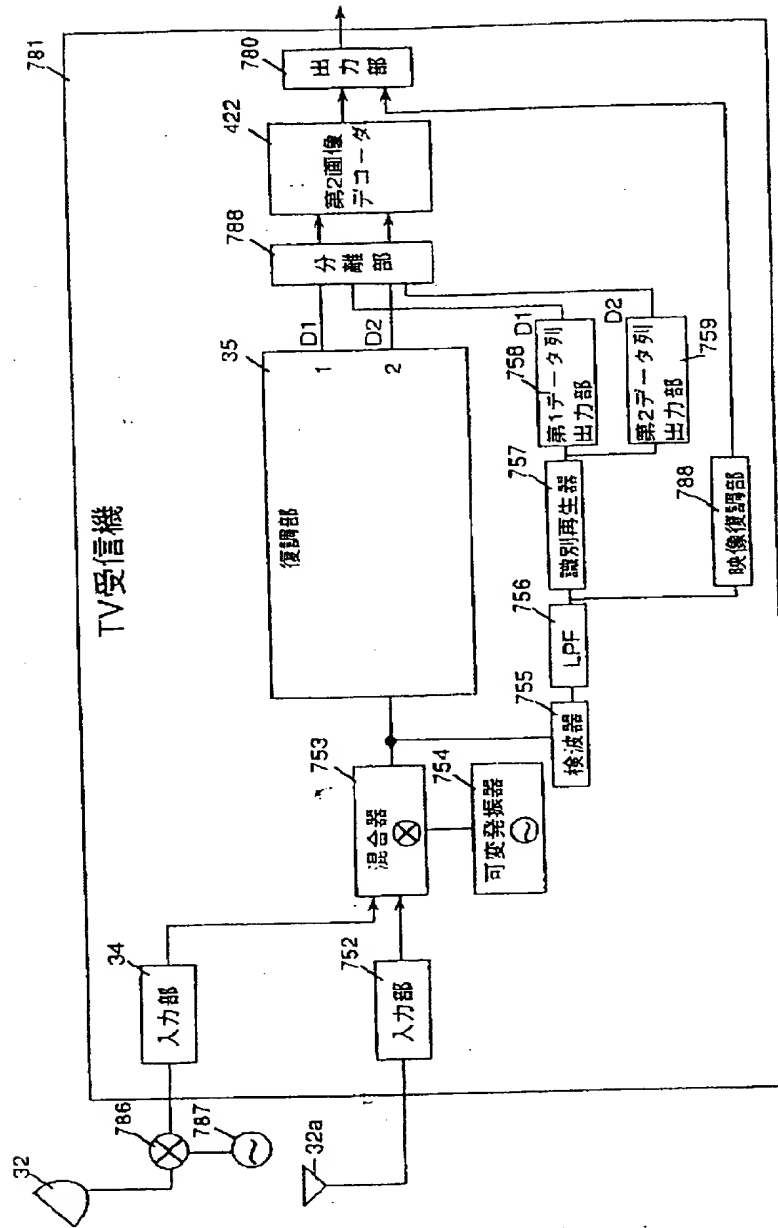 TV受信機
781
32
786
787
34
入力部
32a
752
入力部
753
混合器
754
可変発振器
35
復調部
1
2
D1
D2
788
分離部
422
第2画像
デコーダ
780
出力部
755
検波器
756
LPF
757
識別再生器
758
第1データ列
出力部
D1
759
第2データ列
出力部
D2
788
映像復調部